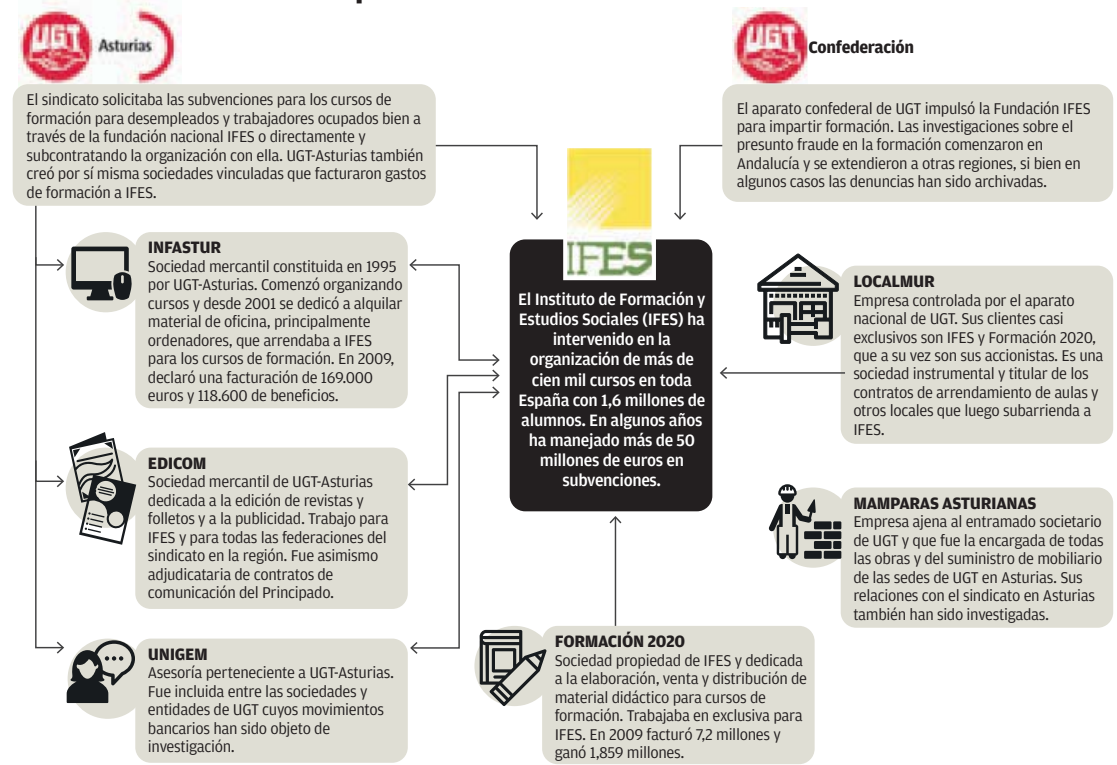 UGT
Asturias
El sindicato solicitaba las subvenciones para los cursos de
formación para desempleados y trabajadores ocupados bien a
través de la fundación nacional IFES o directamente y
subcontratando la organización con ella. UGT-Asturias también
creó por sí misma sociedades vinculadas que facturaron gastos
de formación a IFES.
UGT
Confederación
El aparato confederal de UGT impulsó la Fundación IFES
para impartir formación. Las investigaciones sobre el
presunto fraude en la formación comenzaron en
Andalucía y se extendieron a otras regiones, si bien en
algunos casos las denuncias han sido archivadas.
INFASTUR
Sociedad mercantil constituida en 1995
por UGT-Asturias. Comenzó organizando
cursos y desde 2001 se dedicó a alquilar
material de oficina, principalmente
ordenadores, que arrendaba a IFES
para los cursos de formación. En 2009,
declaró una facturación de 169.000
euros y 118.600 de beneficios.
EDICOM
Sociedad mercantil de UGT-Asturias
dedicada a la edición de revistas y
folletos y a la publicidad. Trabajo para
IFES y para todas las federaciones del
sindicato en la región. Fue asimismo
adjudicataria de contratos de
comunicación del Principado.
UNIGEM
Asesoría perteneciente a UGT-Asturias.
Fue incluida entre las sociedades y
entidades de UGT cuyos movimientos
bancarios han sido objeto de
investigación.
IFES
El Instituto de Formación y
Estudios Sociales (IFES) ha
intervenido en la
organización de más de
cien mil cursos en toda
España con 1,6 millones de
alumnos. En algunos años
ha manejado más de 50
millones de euros en
subvenciones.
FORMACIÓN 2020
Sociedad propiedad de IFES y dedicada
a la elaboración, venta y distribución de
material didáctico para cursos de
formación. Trabajaba en exclusiva para
IFES. En 2009 facturó 7,2 millones y
ganó 1,859 millones.
LOCALMUR
Empresa controlada por el aparato
nacional de UGT. Sus clientes casi
exclusivos son IFES y Formación 2020,
que a su vez son sus accionistas. Es una
sociedad instrumental y titular de los
contratos de arrendamiento de aulas y
otros locales que luego subarrienda a
IFES.
MAMPARAS ASTURIANAS
Empresa ajena al entramado societario
de UGT y que fue la encargada de todas
las obras y del suministro de mobiliario
de las sedes de UGT en Asturias. Sus
relaciones con el sindicato en Asturias
también han sido investigadas.